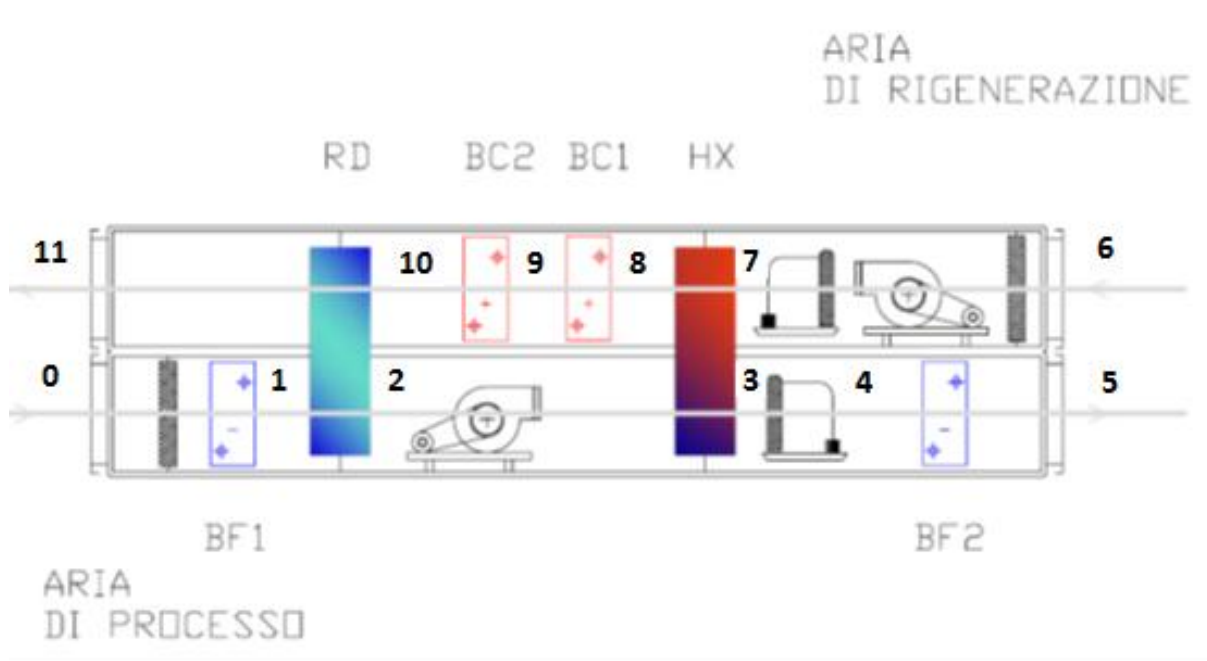 ARIA
DI RIGENERAZIONE
RD BC2 BC1 HX
11 10 9 8 7 6
0 1 2 3 4 5
BF1 BF2
ARIA
DI PROCESSO